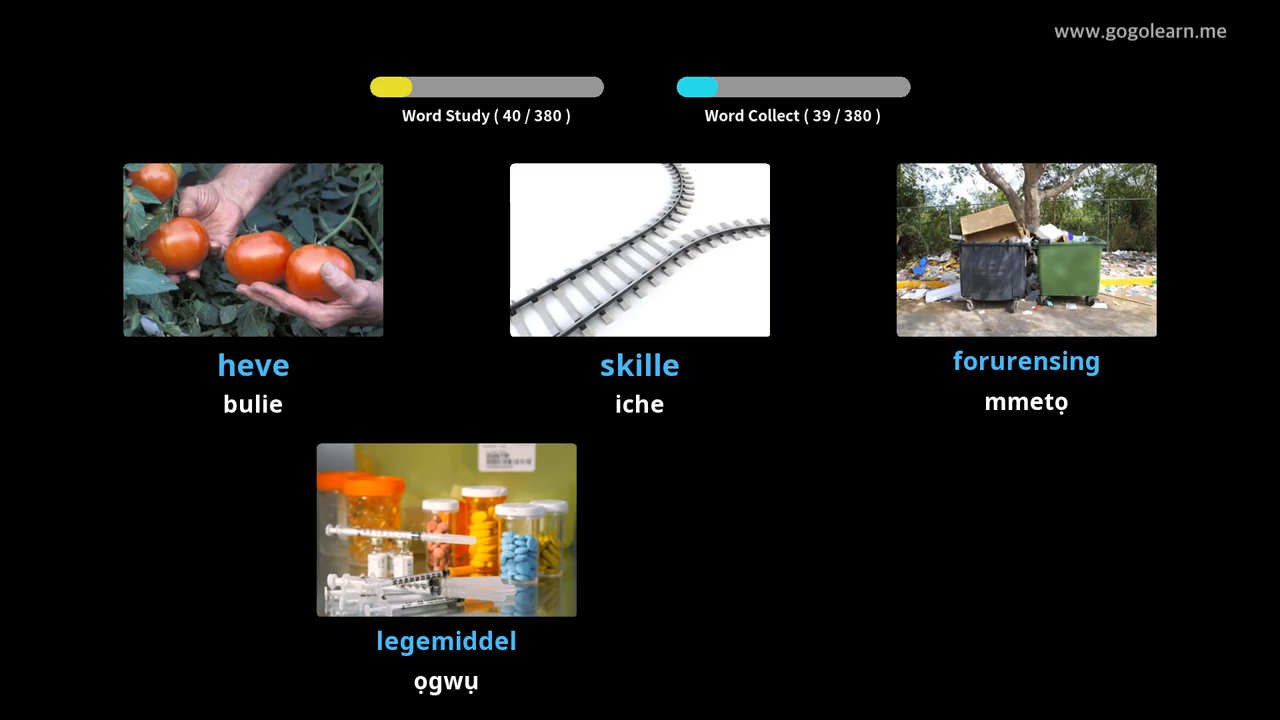 www.gogolearn.me
Word Study ( 40 / 380 )
Word Collect ( 39 / 380 )
heve
bulie
skille
iche
forurensing
mmetọ
legemiddel
ọgwụ